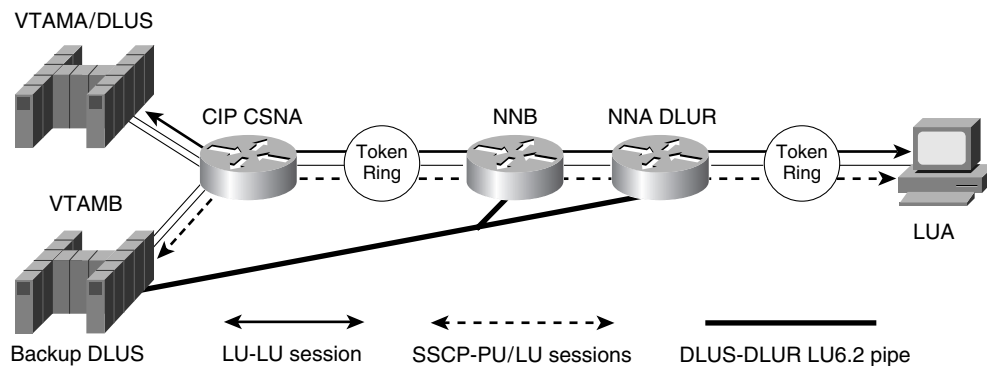 VTAMA/DLUS
CIP CSNA
NNB
NNA DLUR
Token
Ring
Token
Ring
VTAMB
LUA
Backup DLUS
LU-LU session
SSCP-PU/LU sessions
DLUS-DLUR LU6.2 pipe